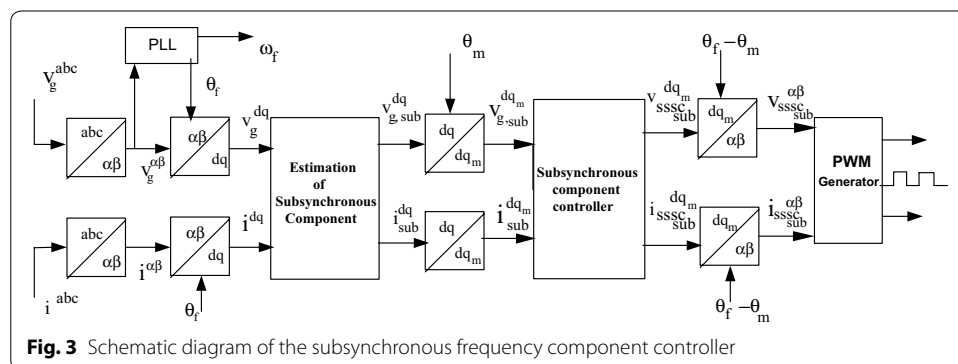 PLL
ω_f
θ_m
θ_f −θ_m
v_g^abc
θ_f
v_g^dq
v_g,sub^dq
v_g,sub^dq_m
v_sssc_sub^dq_m
v_sssc_sub^αβ
abc
αβ
v_g^αβ
αβ
dq
dq
dq_m
dq_m
αβ
Estimation
of
Subsynchronous
Component
Subsynchronous
component
controller
PWM
Generator
abc
αβ
i^αβ
αβ
dq
i^dq
i_sub^dq
dq
dq_m
i_sub^dq_m
i_sssc_sub^dq_m
dq_m
αβ
i_sssc_sub^αβ
i^abc
θ_f
θ_f −θ_m
Fig. 3 Schematic diagram of the subsynchronous frequency component controller